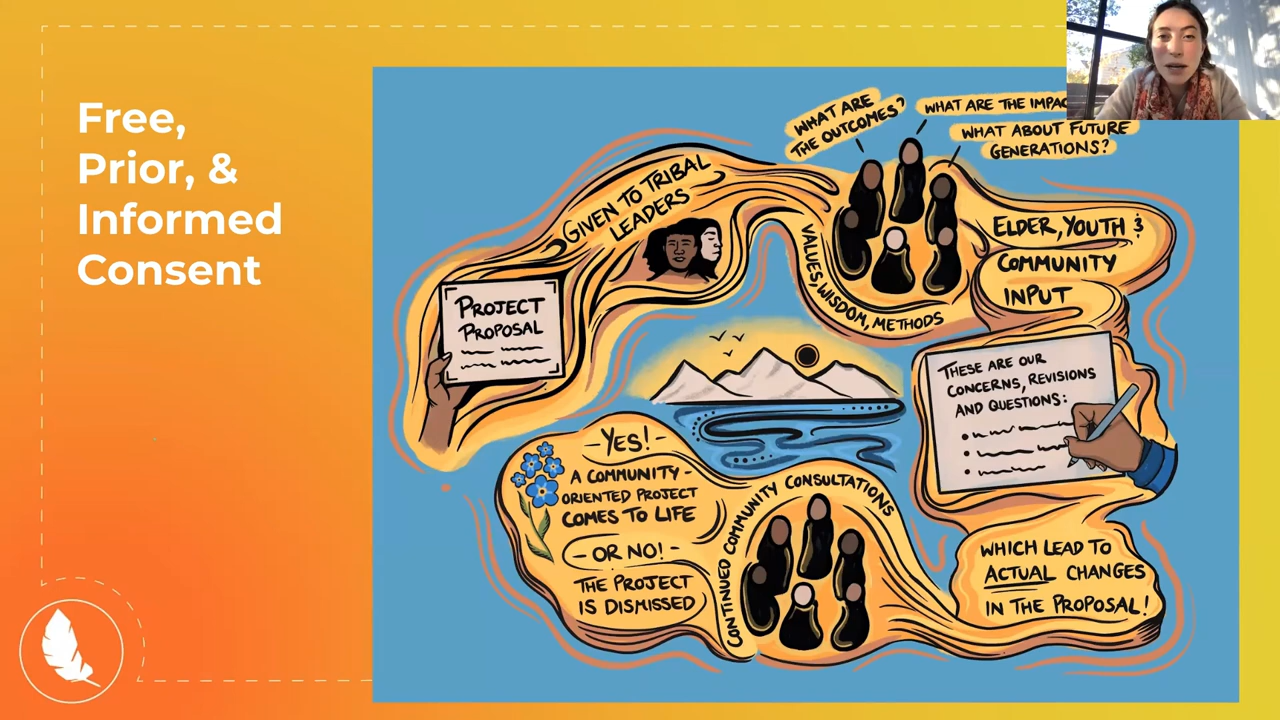 Free,
Prior, &
Informed
Consent
PROJECT
PROPOSAL
GIVEN TO TRIBAL
LEADERS
WHAT ARE
THE OUTCOMES?
WHAT ARE THE
WHAT ABOUT FUTURE
GENERATIONS?
VALUES, WISDOM, METHODS
ELDER, YOUTH &
COMMUNITY
INPUT
THESE ARE OUR
CONCERNS, REVISIONS
AND QUESTIONS:
WHICH LEAD TO
ACTUAL CHANGES
IN THE PROPOSAL!
CONTINUED COMMUNITY CONSULTATIONS
-YES!-
A COMMUNITY-
ORIENTED PROJECT
COMES TO LIFE
-OR NO!-
THE PROJECT
IS DISMISSED